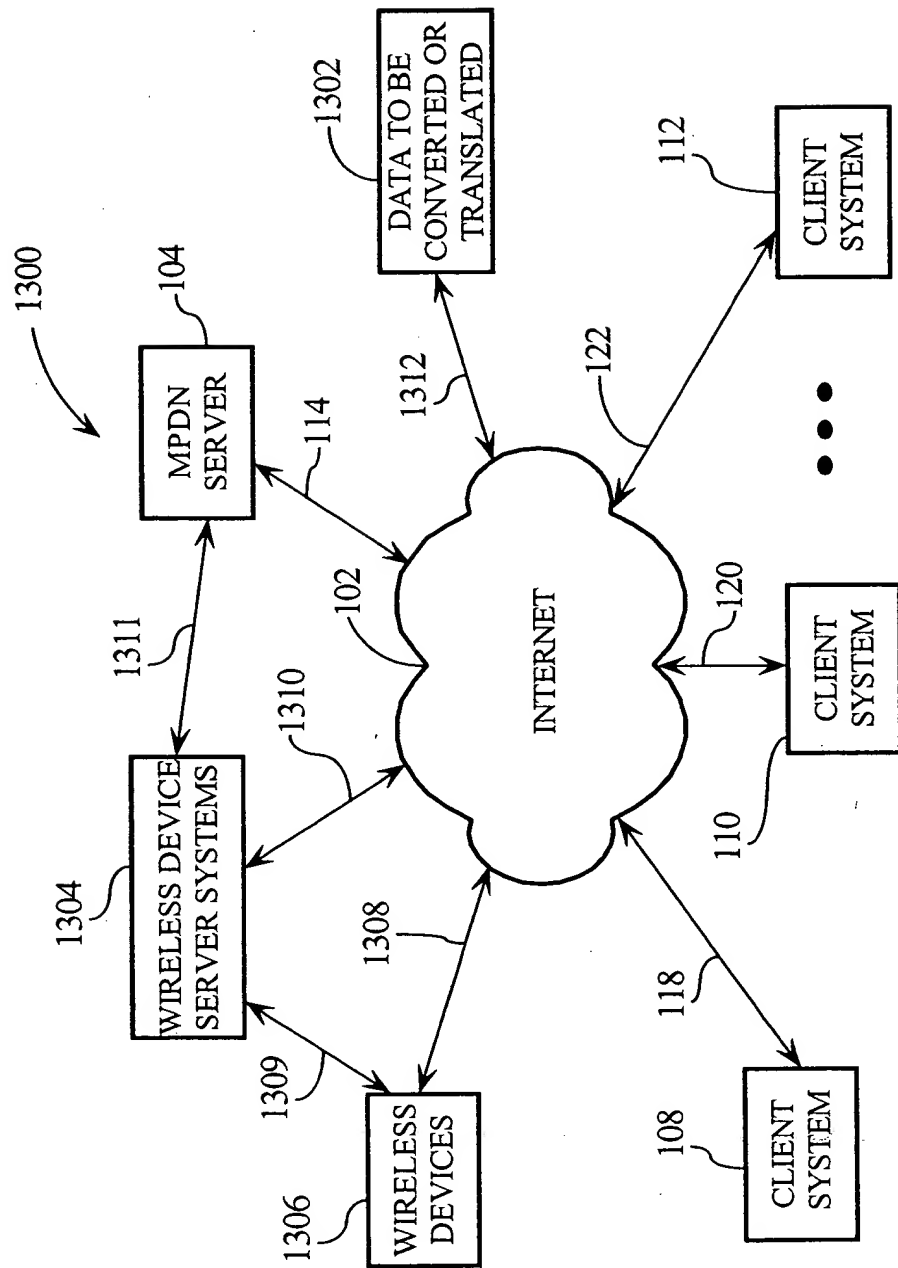 1300
1304
WIRELESS DEVICE
SERVER SYSTEMS
1311
MPDN
SERVER
104
1309
1310
114
1302
DATA TO BE
CONVERTED OR
TRANSLATED
1306
WIRELESS
DEVICES
1308
102
1312
INTERNET
118
120
122
108
CLIENT
SYSTEM
110
CLIENT
SYSTEM
112
CLIENT
SYSTEM